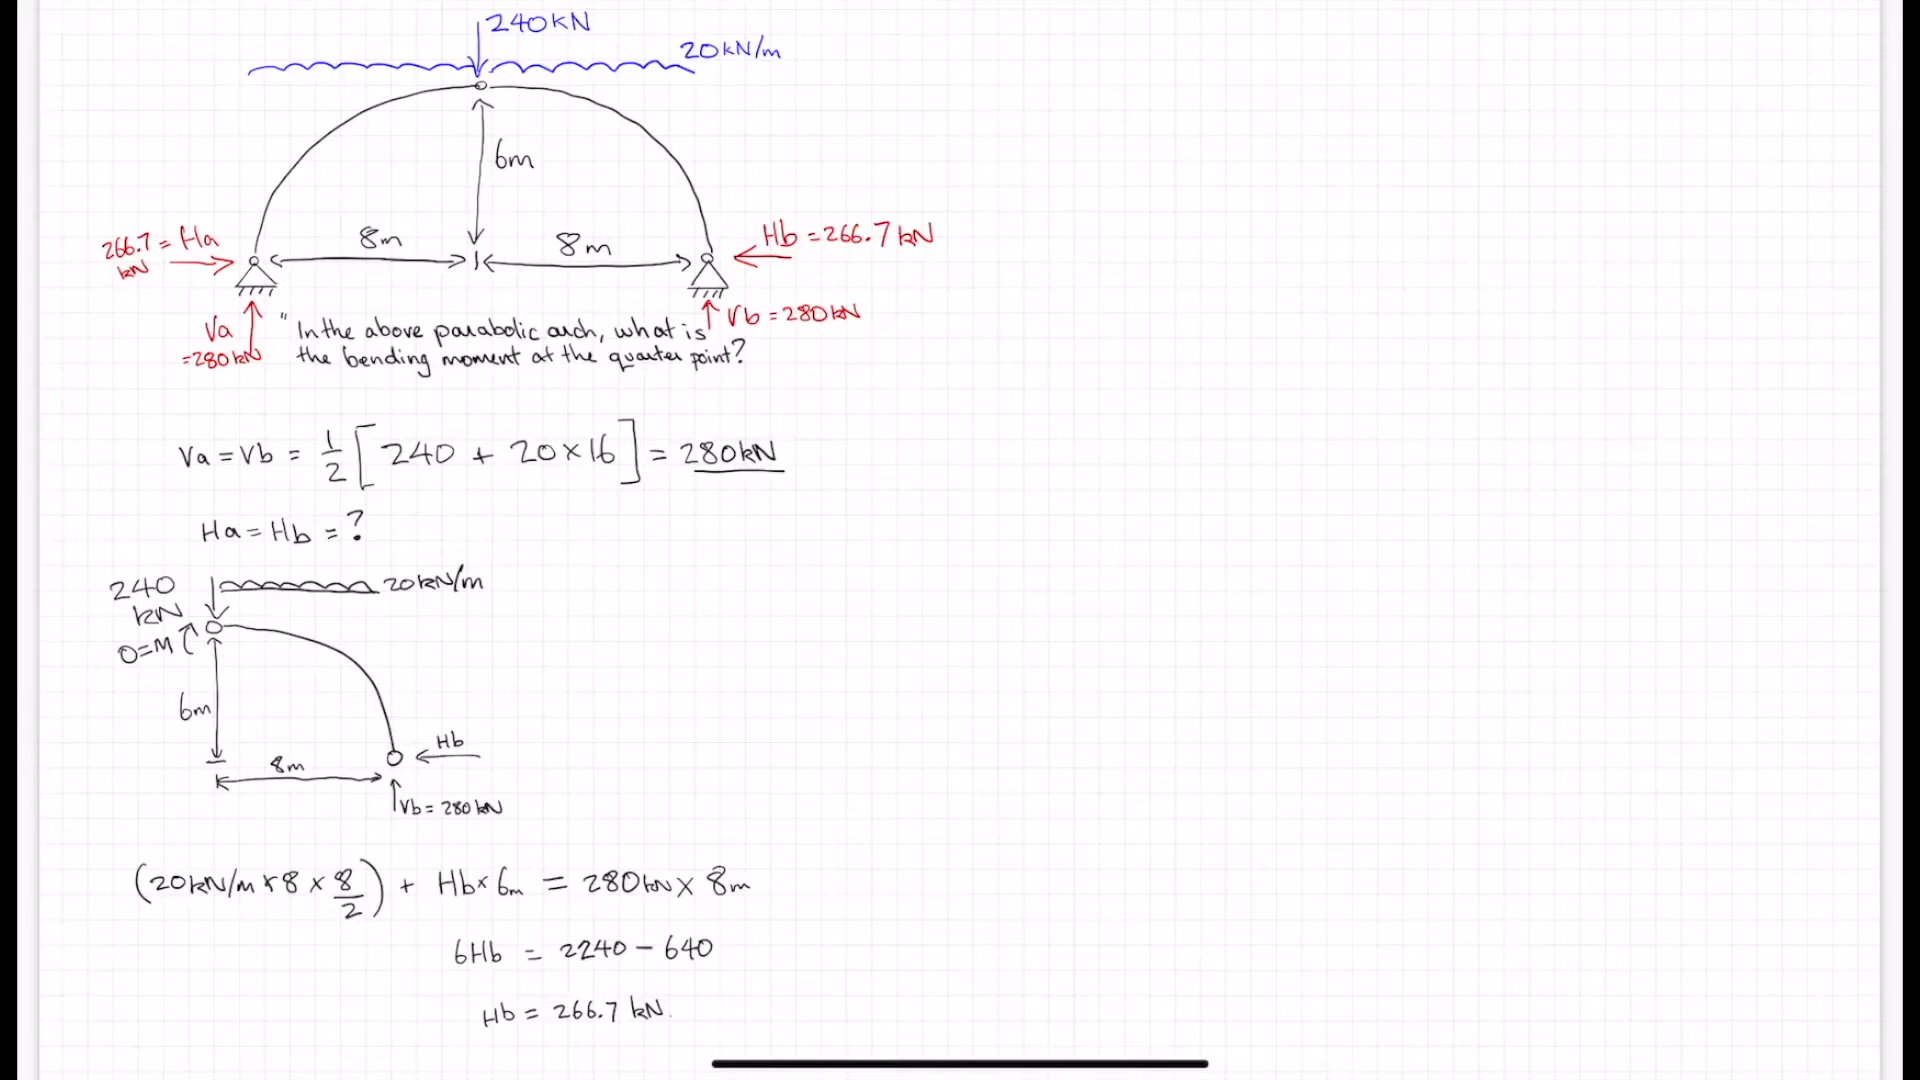 240kN
20kN/m
6m
266.7 = Ha
kN
8m
8m
Hb = 266.7 kN
Va
= 280 kN
Vb = 280 kN
"In the above parabolic arch, what is
the bending moment at the quarter point?
Va = Vb = 1/2 [240 + 20 × 16] = 280kN
Ha = Hb = ?
240
kN
20kN/m
0=M
6m
8m
Hb
Vb = 280 kN
(20kN/m × 8 × 8/2) + Hb × 6m = 280kN × 8m
6Hb = 2240 - 640
Hb = 266.7 kN.